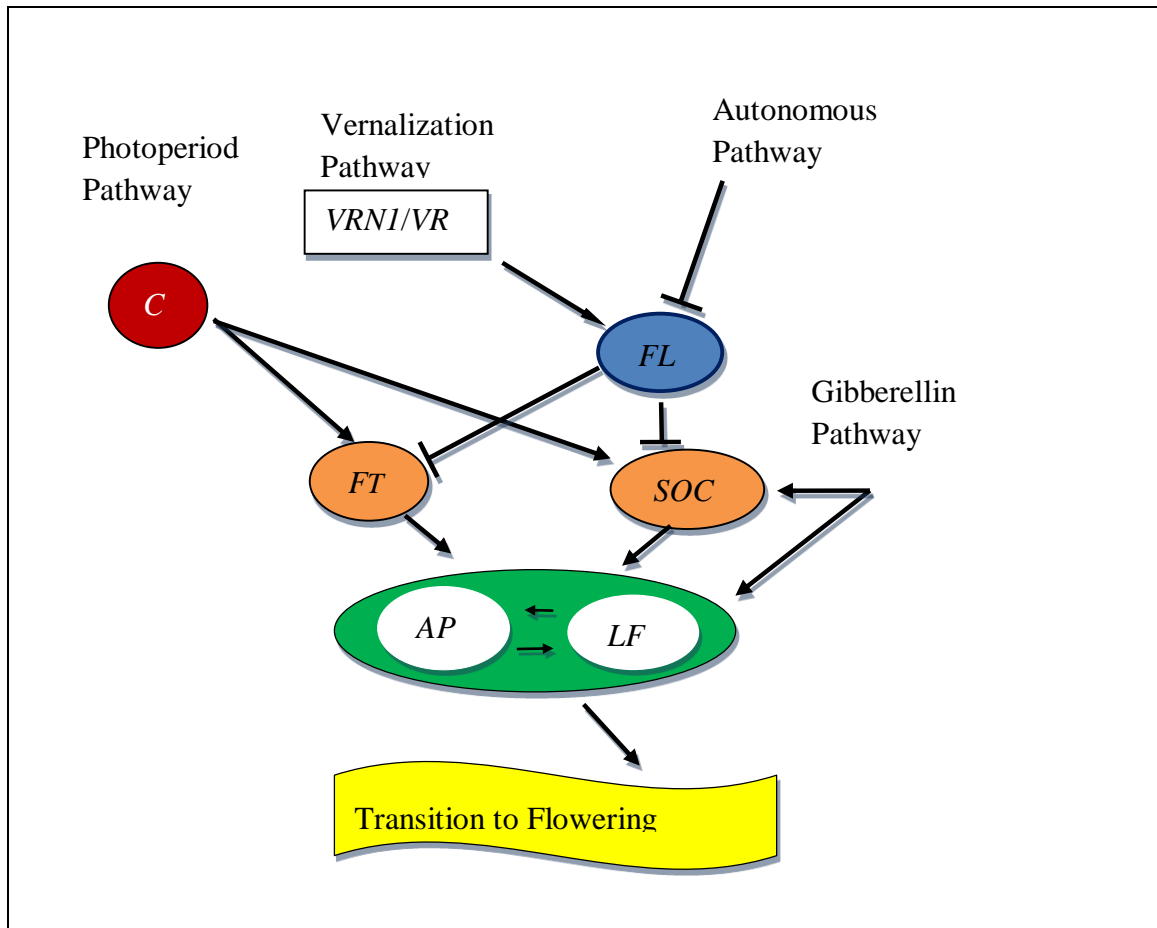 Photoperiod
Pathway
Vernalization
Pathway
VRN1/VR
Autonomous
Pathway
C
FL
Gibberellin
Pathway
FT
SOC
AP
LF
Transition to Flowering